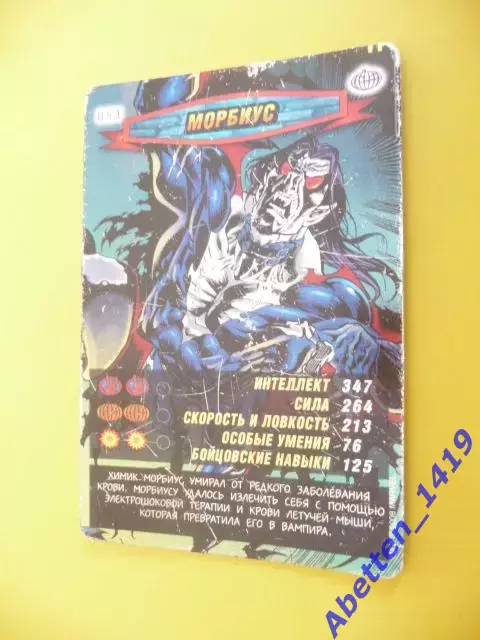 МОРБИУС
ИНТЕЛЛЕКТ 347
СИЛА 264
СКОРОСТЬ И ЛОВКОСТЬ 213
ОСОБЫЕ УМЕНИЯ 76
БОЙЦОВСКИЕ НАВЫКИ 125
ХИМИК МОРБИУС УМИРАЛ ОТ РЕДКОГО ЗАБОЛЕВАНИЯ
КРОВИ. МОРБИУСУ УДАЛОСЬ ИЗЛЕЧИТЬ СЕБЯ С ПОМОЩЬЮ
ЭЛЕКТРОШОКОВОЙ ТЕРАПИИ И КРОВИ ЛЕТУЧЕЙ МЫШИ,
КОТОРАЯ ПРЕВРАТИЛА ЕГО В ВАМПИРА.
Abetten_1419